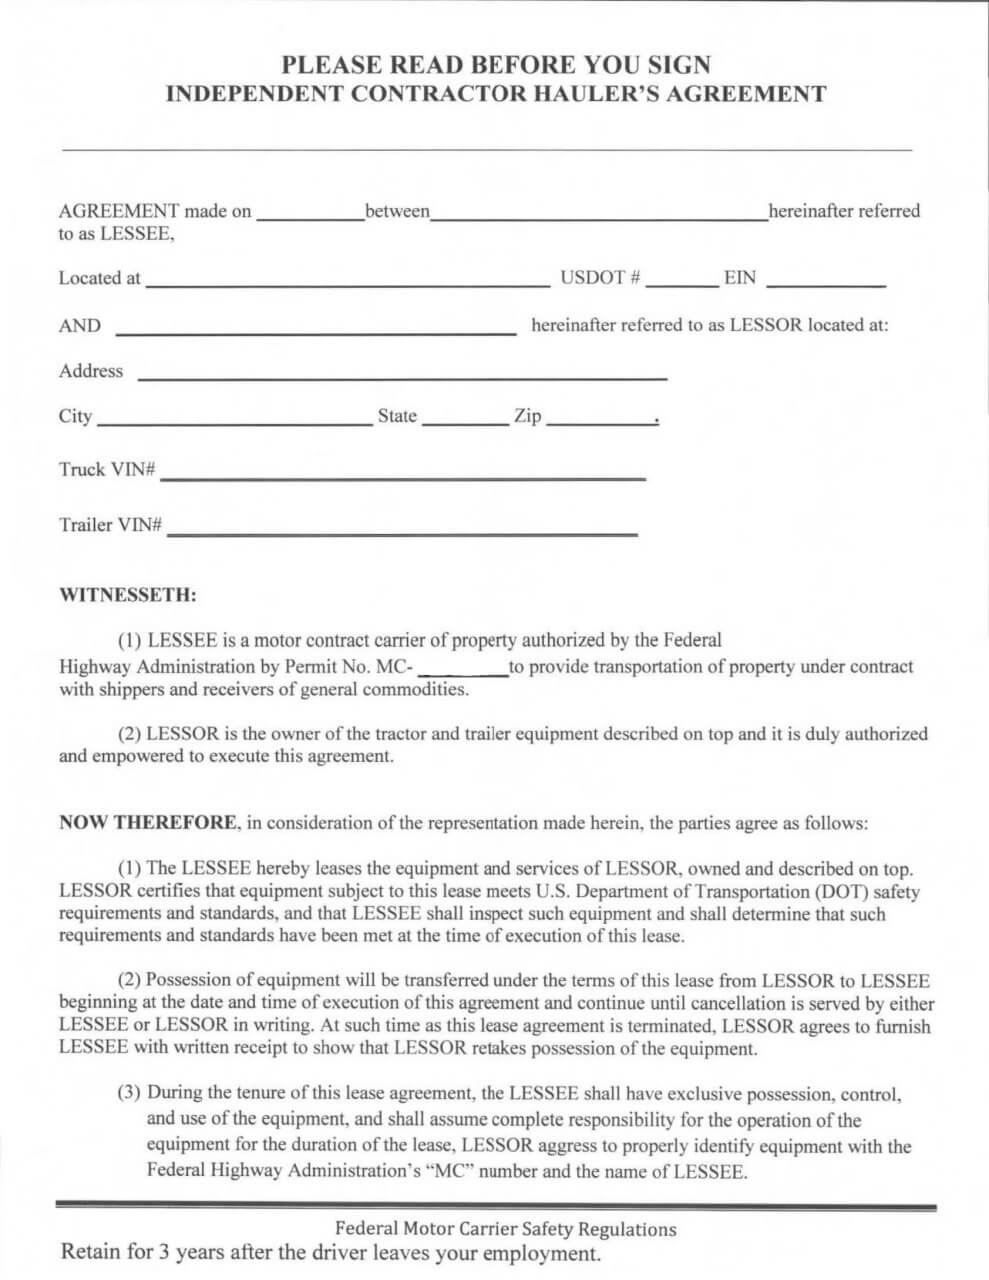 PLEASE READ BEFORE YOU SIGN
INDEPENDENT CONTRACTOR HAULER'S AGREEMENT
AGREEMENT made on __________ between ______________________________ hereinafter referred
to as LESSEE,
Located at ____________________________________ USDOT # _______ EIN ___________
AND ____________________________________ hereinafter referred to as LESSOR located at:
Address ________________________________________________
City _________________________ State ________ Zip __________.
Truck VIN# ____________________________________________
Trailer VIN# ___________________________________________
WITNESSETH:
(1) LESSEE is a motor contract carrier of property authorized by the Federal
Highway Administration by Permit No. MC- ________ to provide transportation of property under contract
with shippers and receivers of general commodities.
(2) LESSOR is the owner of the tractor and trailer equipment described on top and it is duly authorized
and empowered to execute this agreement.
NOW THEREFORE, in consideration of the representation made herein, the parties agree as follows:
(1) The LESSEE hereby leases the equipment and services of LESSOR, owned and described on top.
LESSOR certifies that equipment subject to this lease meets U.S. Department of Transportation (DOT) safety
requirements and standards, and that LESSEE shall inspect such equipment and shall determine that such
requirements and standards have been met at the time of execution of this lease.
(2) Possession of equipment will be transferred under the terms of this lease from LESSOR to LESSEE
beginning at the date and time of execution of this agreement and continue until cancellation is served by either
LESSEE or LESSOR in writing. At such time as this lease agreement is terminated, LESSOR agrees to furnish
LESSEE with written receipt to show that LESSOR retakes possession of the equipment.
(3) During the tenure of this lease agreement, the LESSEE shall have exclusive possession, control,
and use of the equipment, and shall assume complete responsibility for the operation of the
equipment for the duration of the lease, LESSOR aggress to properly identify equipment with the
Federal Highway Administration's "MC" number and the name of LESSEE.
Federal Motor Carrier Safety Regulations
Retain for 3 years after the driver leaves your employment.